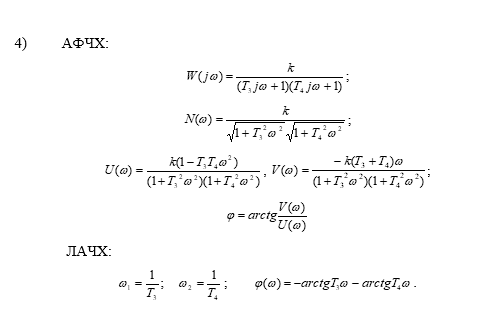 4) АФЧХ:
W(jω) = k / (T₃jω + 1)(T₄jω + 1) ;
N(ω) = k / √(1 + T₃²ω²) √(1 + T₄²ω²) ;
U(ω) = k(1 − T₃T₄ω²) / (1 + T₃²ω²)(1 + T₄²ω²) , V(ω) = − k(T₃ + T₄)ω / (1 + T₃²ω²)(1 + T₄²ω²) ;
φ = arctg V(ω) / U(ω)
ЛАЧХ:
ω₁ = 1 / T₃ ; ω₂ = 1 / T₄ ; φ(ω) = −arctgT₃ω − arctgT₄ω .